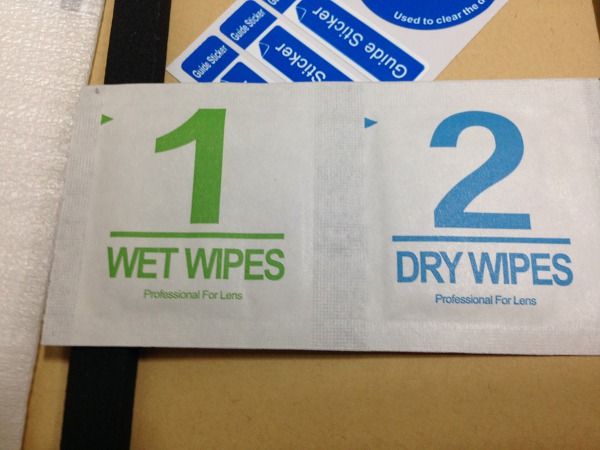 Used to clear the
Guide Sticker
Guide Sticker
Guide Sticker
Sticker
Guide Sticker
1
WET WIPES
Professional For Lens
2
DRY WIPES
Professional For Lens